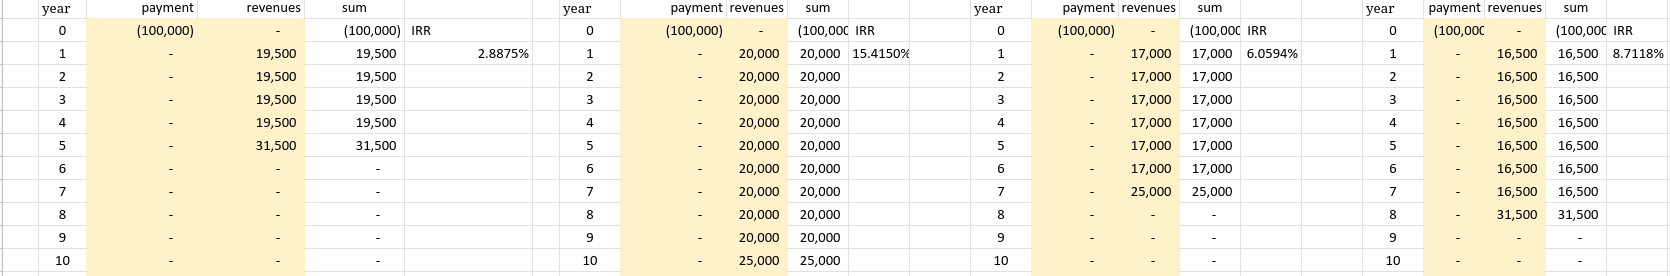 year payment revenues sum year payment revenues sum year payment revenues sum year payment revenues sum
0 (100,000) - (100,000) IRR 0 (100,000) - (100,000 IRR 0 (100,000) - (100,000 IRR 0 (100,000 - (100,000 IRR
1 - 19,500 19,500 2.8875% 1 - 20,000 20,000 15.4150% 1 - 17,000 17,000 6.0594% 1 - 16,500 16,500 8.7118%
2 - 19,500 19,500 2 - 20,000 20,000 2 - 17,000 17,000 2 - 16,500 16,500
3 - 19,500 19,500 3 - 20,000 20,000 3 - 17,000 17,000 3 - 16,500 16,500
4 - 19,500 19,500 4 - 20,000 20,000 4 - 17,000 17,000 4 - 16,500 16,500
5 - 31,500 31,500 5 - 20,000 20,000 5 - 17,000 17,000 5 - 16,500 16,500
6 - - - 6 - 20,000 20,000 6 - 17,000 17,000 6 - 16,500 16,500
7 - - - 7 - 20,000 20,000 7 - 25,000 25,000 7 - 16,500 16,500
8 - - - 8 - 20,000 20,000 8 - - - 8 - 31,500 31,500
9 - - - 9 - 20,000 20,000 9 - - - 9 - - -
10 - - - 10 - 25,000 25,000 10 - - - 10 - - -